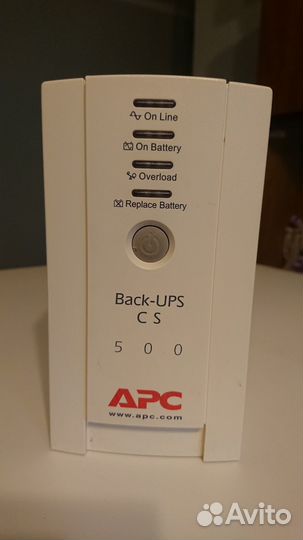 On Line
On Battery
Overload
Replace Battery
Back-UPS
C S
5 0 0
APC
www.apc.com
Avito